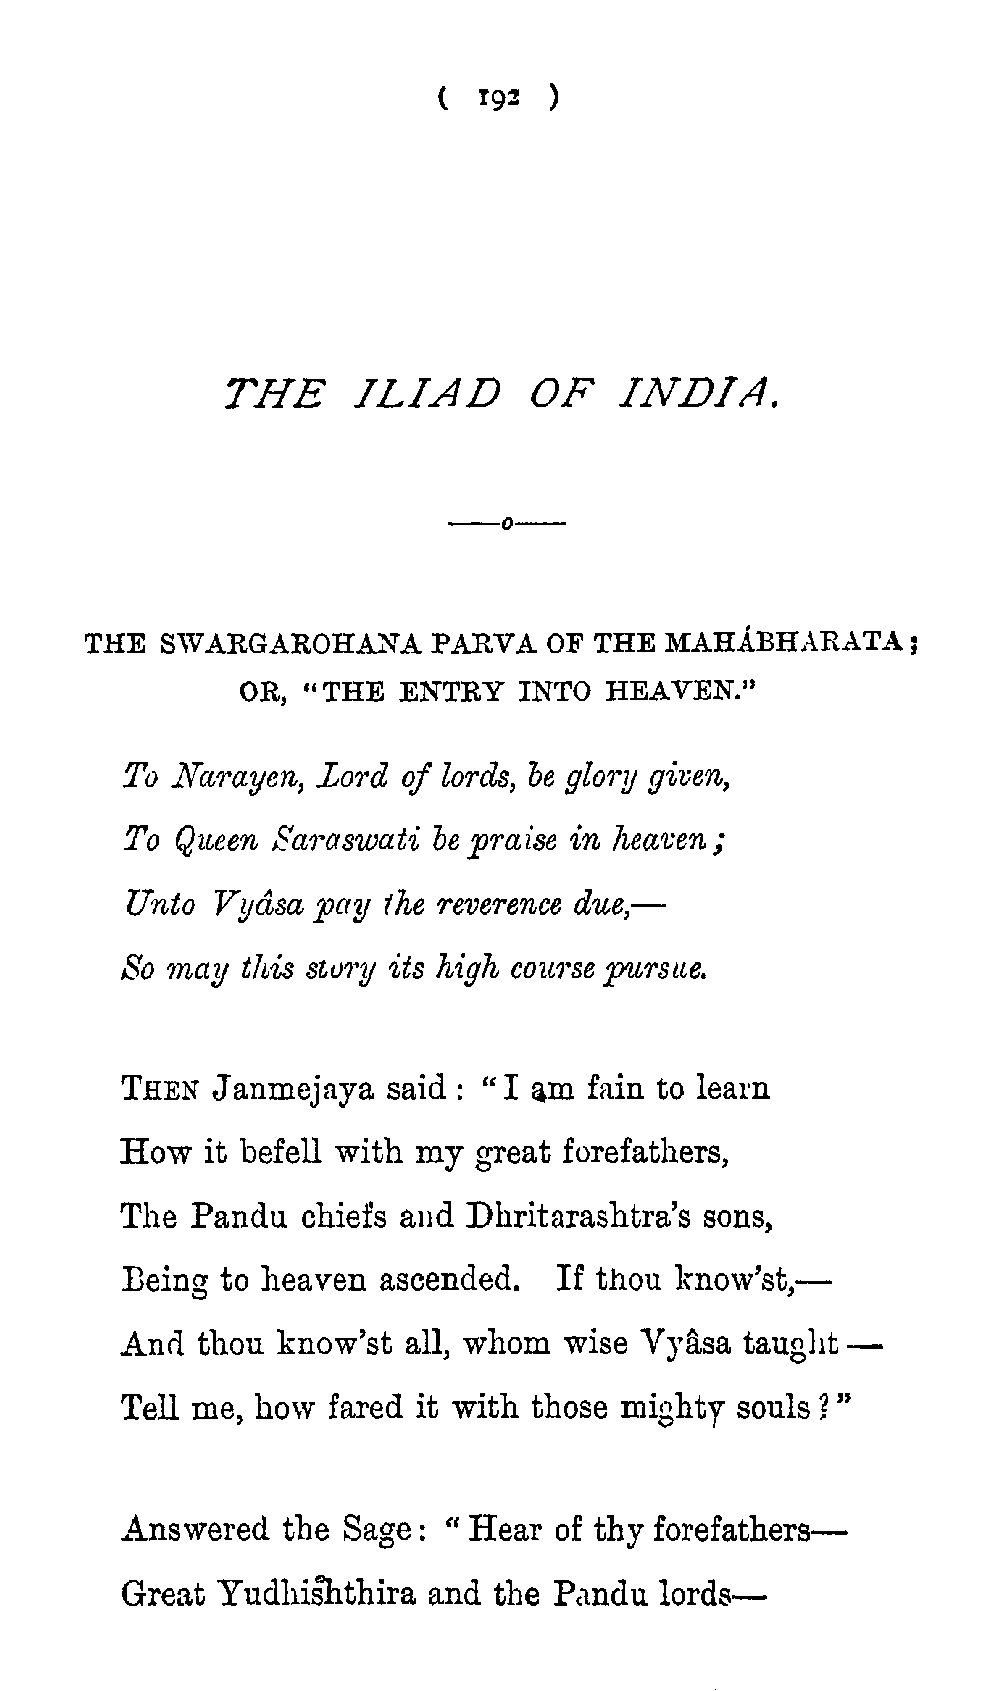 ( 192 )
THE ILIAD OF INDIA.
THE SWARGAROHANA PARVA OF THE MAHÁBHARATA;
OR, "THE ENTRY INTO HEAVEN."
To Narayen, Lord of lords, be glory given,
To Queen Saraswati be praise in heaven;
Unto Vyâsa pay the reverence due,—
So may this story its high course pursue.
THEN Janmejaya said: "I am fain to learn
How it befell with my great forefathers,
The Pandu chiefs and Dhritarashtra's sons,
Being to heaven ascended. If thou know'st,—
And thou know'st all, whom wise Vyâsa taught—
Tell me, how fared it with those mighty souls?"
Answered the Sage: "Hear of thy forefathers—
Great Yudhishthira and the Pandu lords—